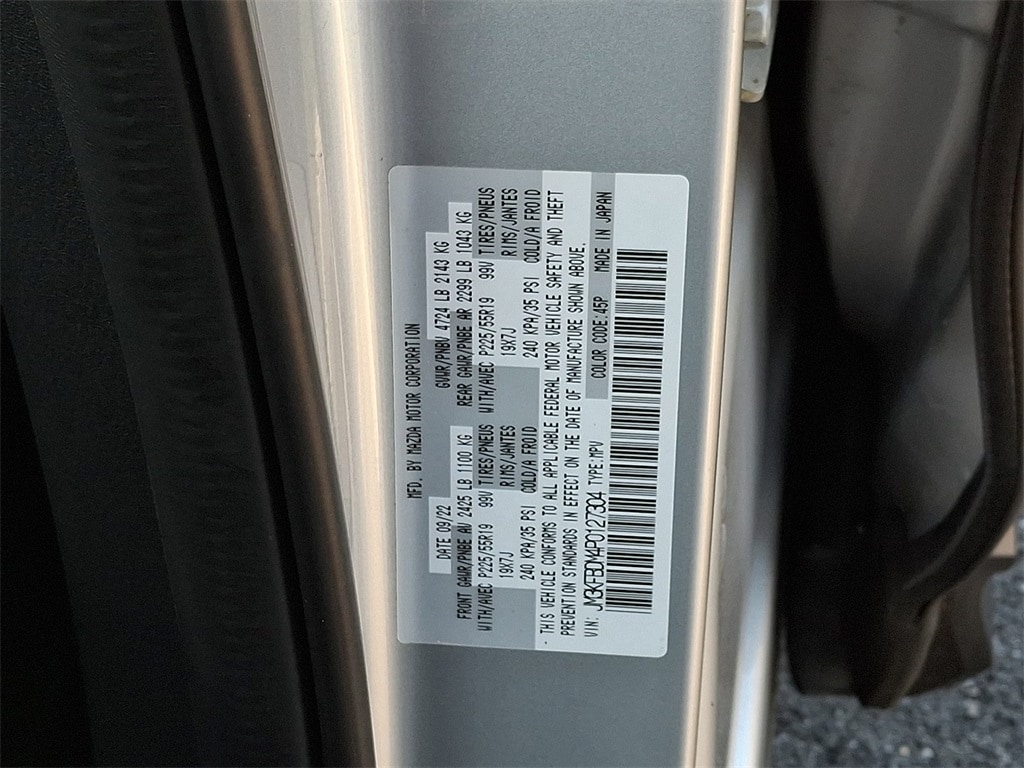 MFD. BY MAZDA MOTOR CORPORATION
DATE 09/22 GVWR/PNBV 4724 LB 2143 KG
FRONT GAWR/PNBE AV 2425 LB 1100 KG REAR GAWR/PNBE AR 2299 LB 1043 KG
WITH/AVEC P225/55R19 99V TIRES/PNEUS WITH/AVEC P225/55R19 99V TIRES/PNEUS
19X7J RIMS/JANTES 19X7J RIMS/JANTES
240 KPA/35 PSI COLD/A FROID 240 KPA/35 PSI COLD/A FROID
- THIS VEHICLE CONFORMS TO ALL APPLICABLE FEDERAL MOTOR VEHICLE SAFETY AND THEFT
PREVENTION STANDARDS IN EFFECT ON THE DATE OF MANUFACTURE SHOWN ABOVE.
VIN: JM3KFBDM4P0127304 TYPE:MPV COLOR CODE:45P MADE IN JAPAN